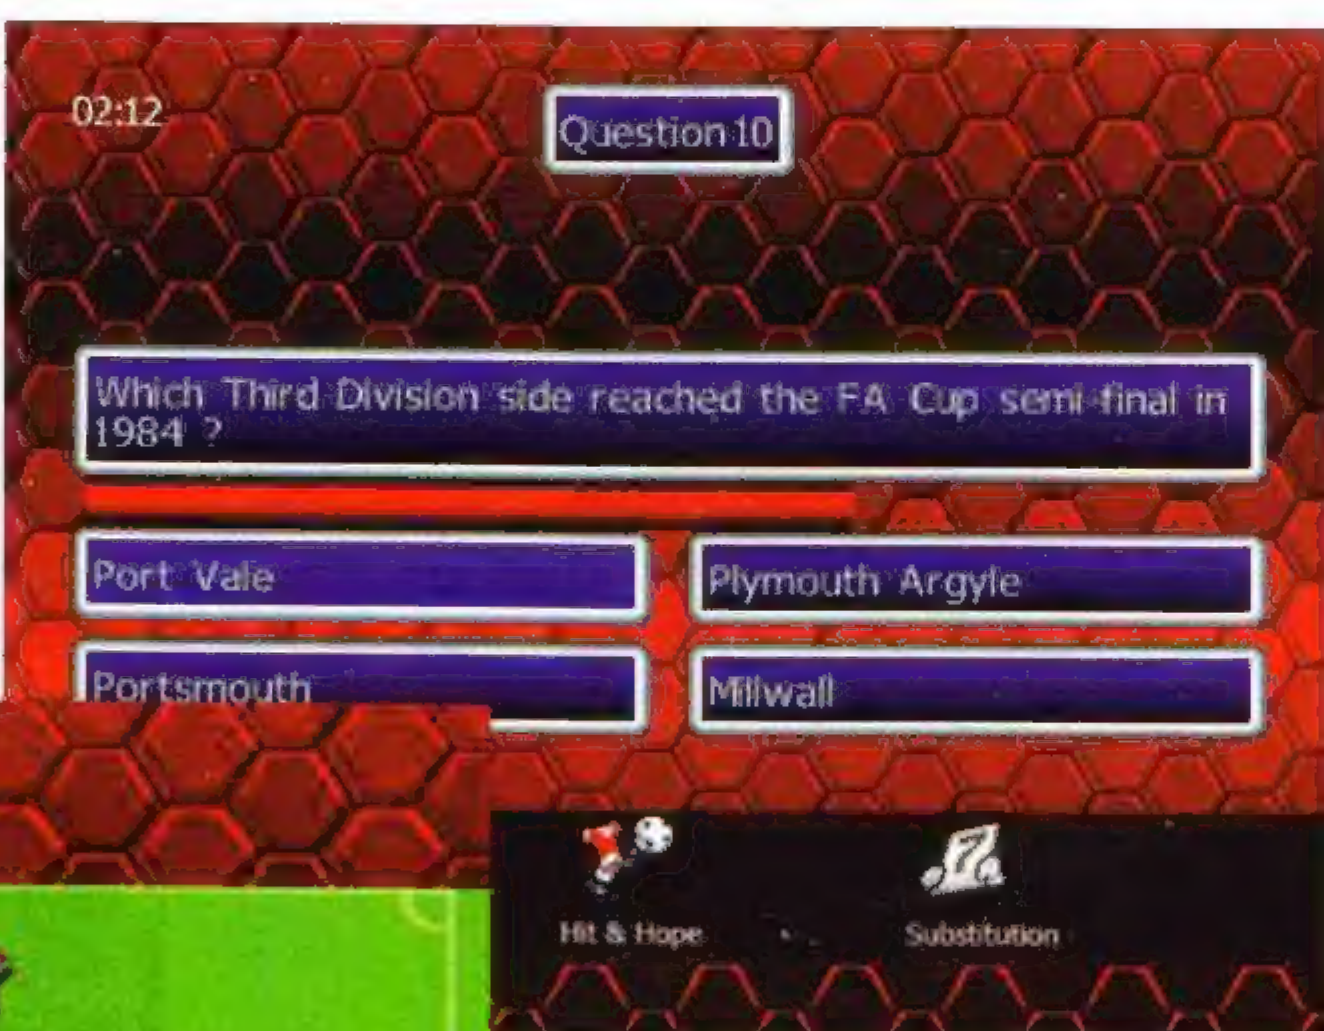 02:12
Question 10
Which Third Division side reached the FA Cup semi-final in
1984 ?
Port Vale
Plymouth Argyle
Portsmouth
Millwall
Hit & Hope
Substitution